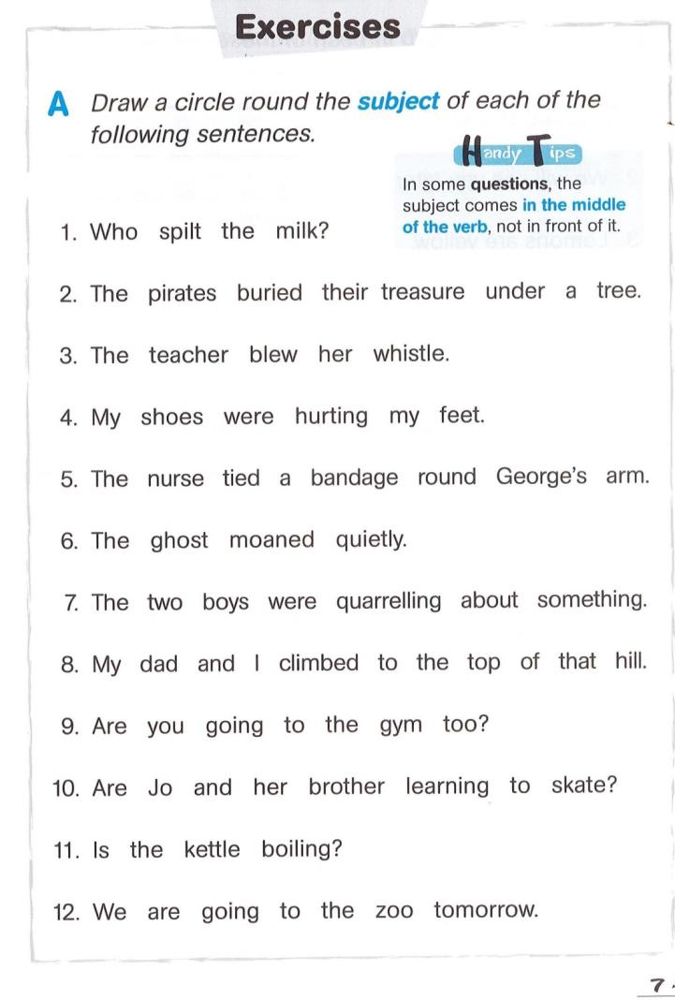 Exercises
A Draw a circle round the subject of each of the
following sentences.
Handy Tips
In some questions, the
subject comes in the middle
of the verb, not in front of it.
1. Who spilt the milk?
2. The pirates buried their treasure under a tree.
3. The teacher blew her whistle.
4. My shoes were hurting my feet.
5. The nurse tied a bandage round George's arm.
6. The ghost moaned quietly.
7. The two boys were quarrelling about something.
8. My dad and I climbed to the top of that hill.
9. Are you going to the gym too?
10. Are Jo and her brother learning to skate?
11. Is the kettle boiling?
12. We are going to the zoo tomorrow.
7